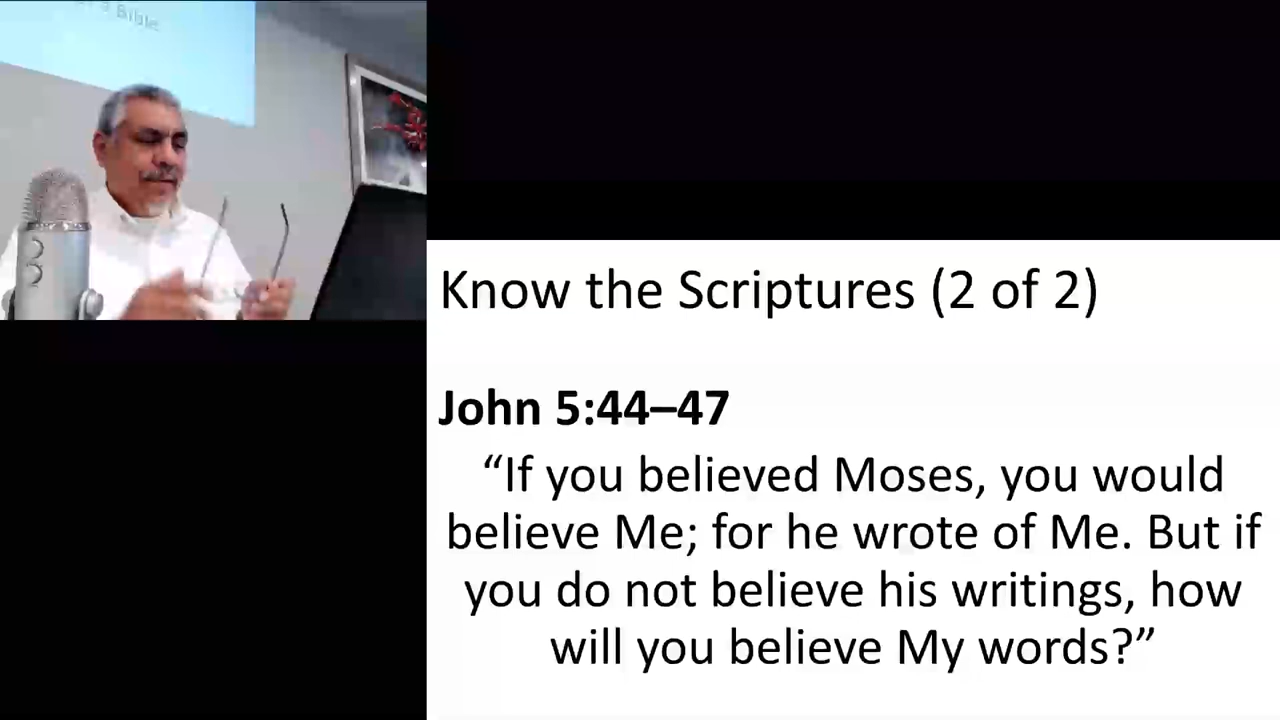 a Bible
Know the Scriptures (2 of 2)
John 5:44–47
“If you believed Moses, you would
believe Me; for he wrote of Me. But if
you do not believe his writings, how
will you believe My words?”